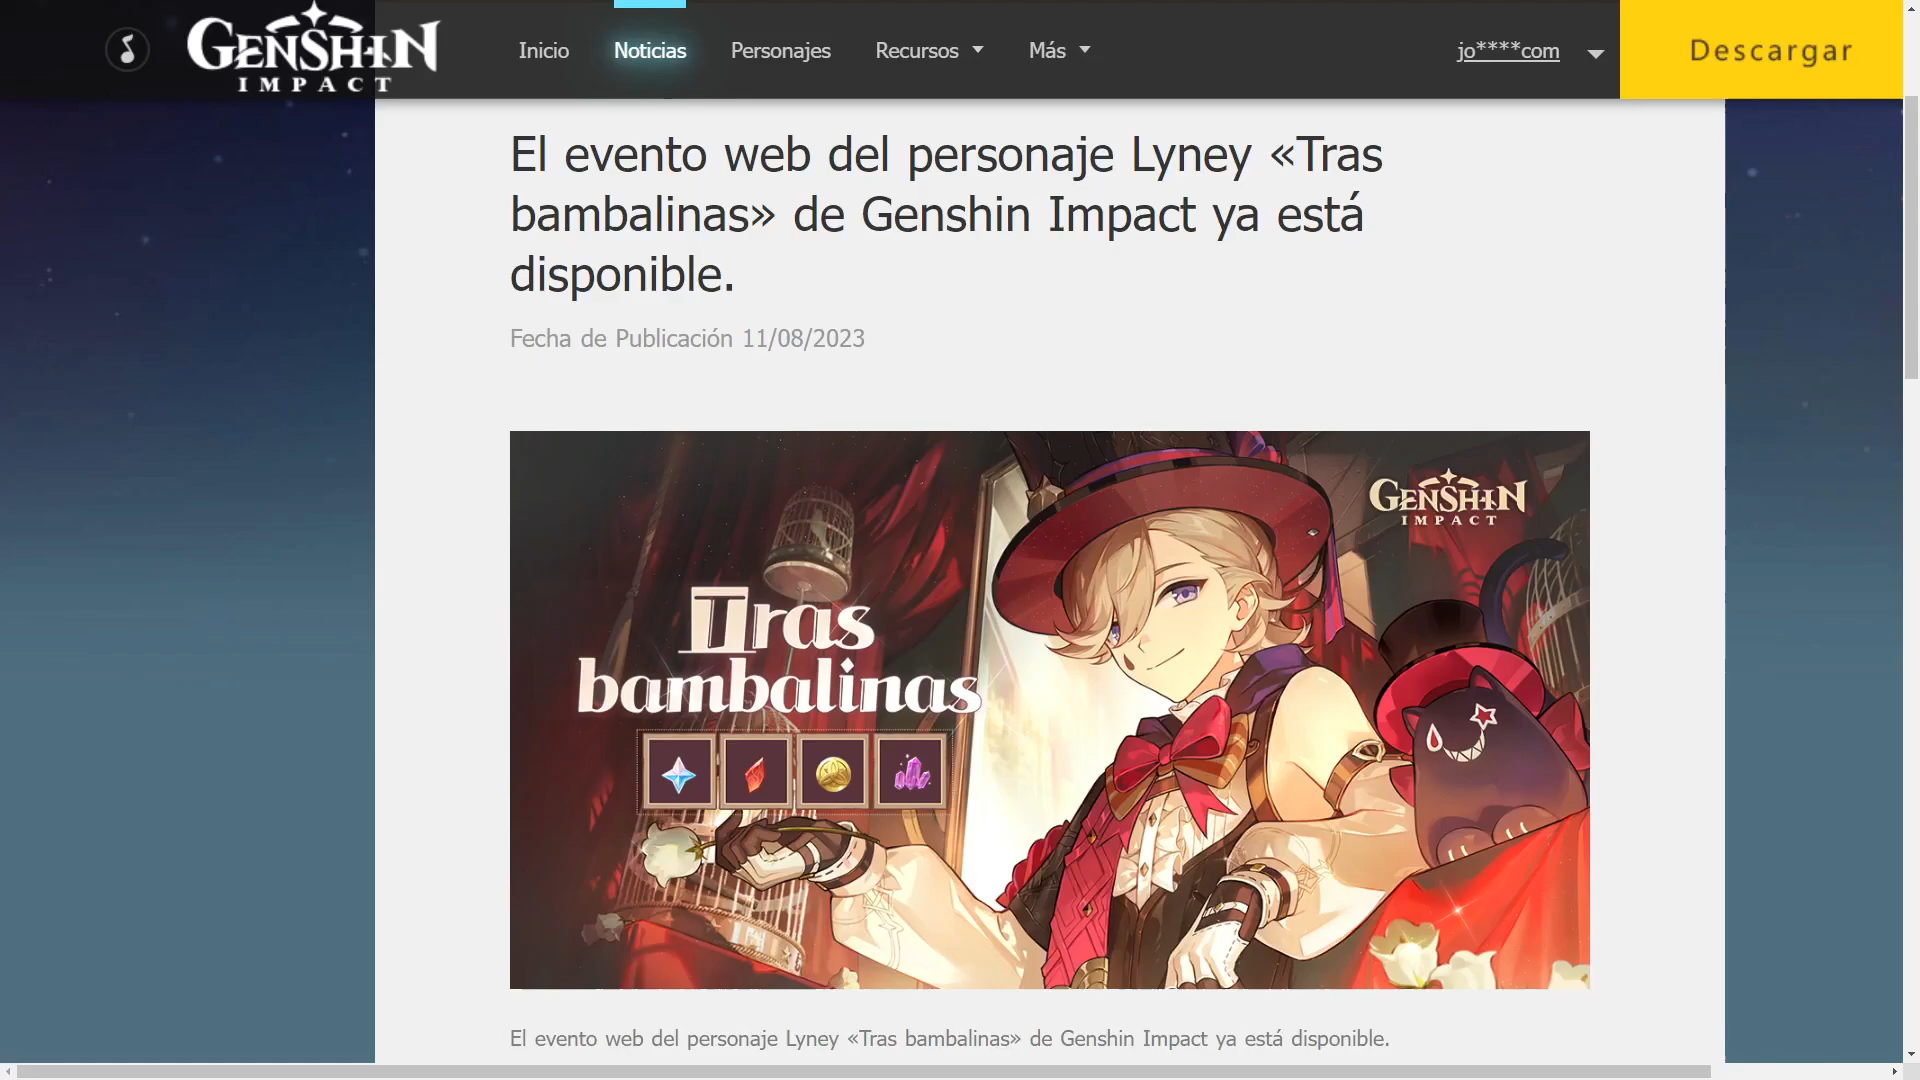 GENSHIN
IMPACT
Inicio
Noticias
Personajes
Recursos
Más
jo****com
Descargar
El evento web del personaje Lyney «Tras
bambalinas» de Genshin Impact ya está
disponible.
Fecha de Publicación 11/08/2023
GENSHIN
IMPACT
Tras
bambalinas
El evento web del personaje Lyney «Tras bambalinas» de Genshin Impact ya está disponible.